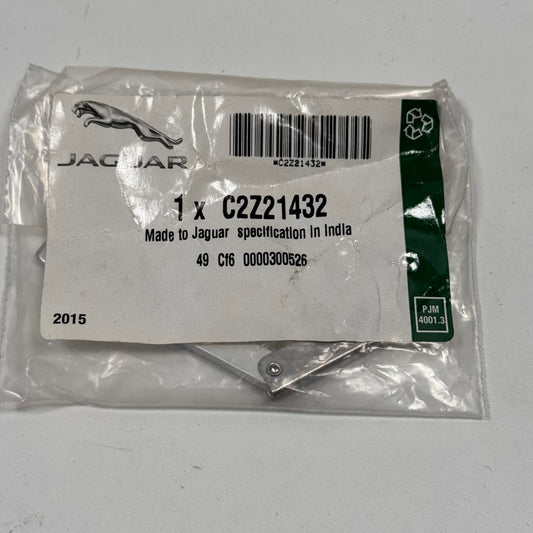 JAGUAR
*C2Z21432*
1 x C2Z21432
Made to Jaguar specification in India
49 Cf6 0000300526
2015
PJM
4001.3